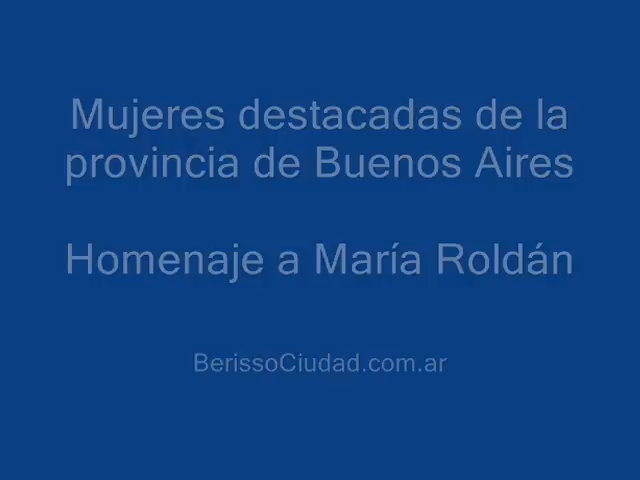 Mujeres destacadas de la
provincia de Buenos Aires
Homenaje a María Roldán
BerissoCiudad.com.ar